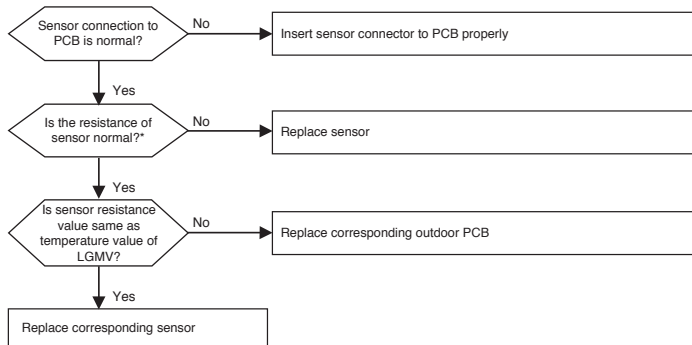 Sensor connection to
PCB is normal?
No
Insert sensor connector to PCB properly
Yes
Is the resistance of
sensor normal?*
No
Replace sensor
Yes
Is sensor resistance
value same as
temperature value of
LGMV?
No
Replace corresponding outdoor PCB
Yes
Replace corresponding sensor